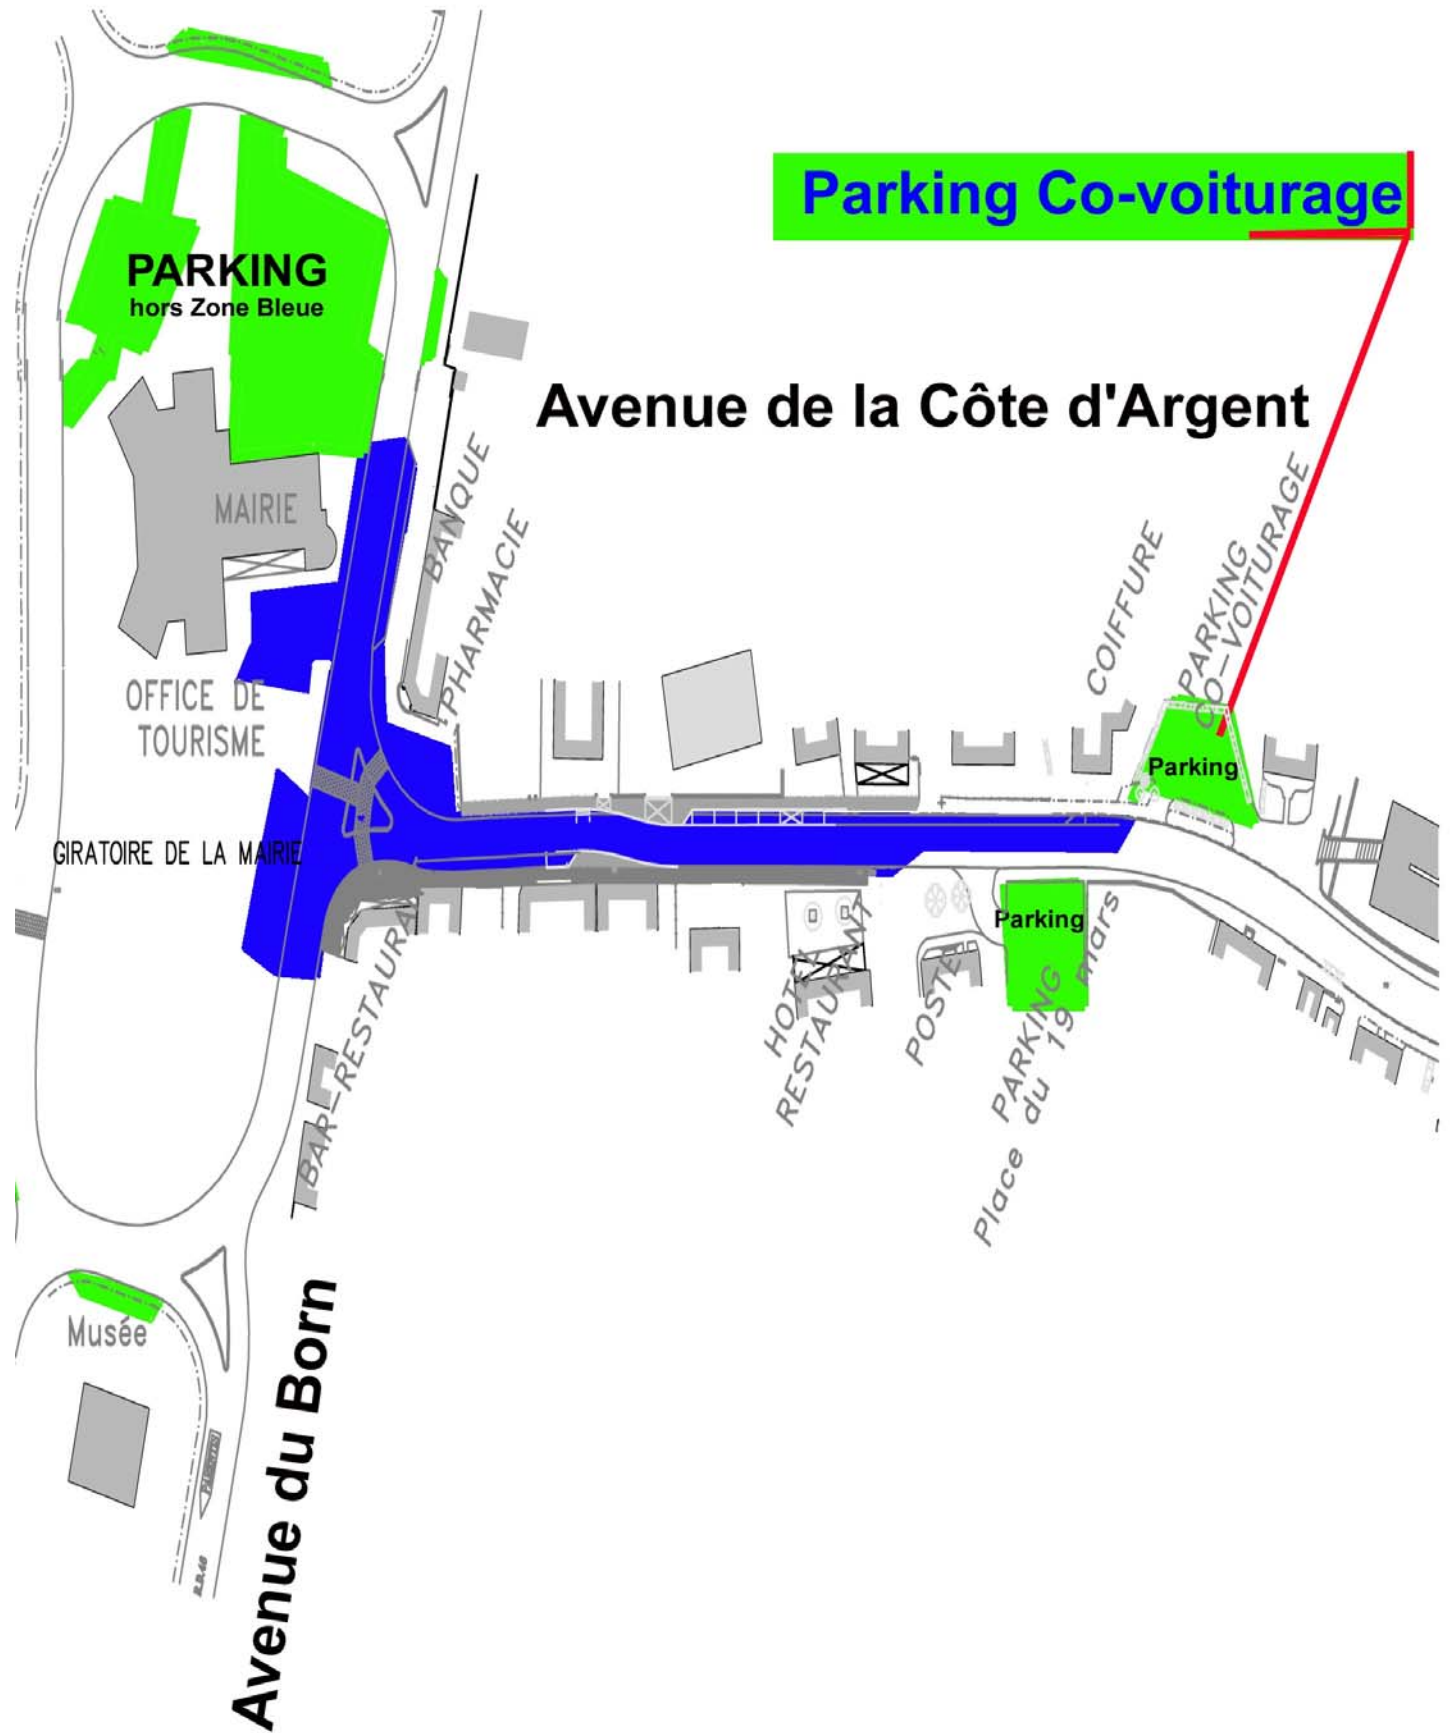 Parking Co-voiturage
PARKING
hors Zone Bleue
Avenue de la Côte d'Argent
MAIRIE
BANQUE
PHARMACIE
COIFFURE
PARKING
CO-VOITURAGE
OFFICE DE
TOURISME
Parking
GIRATOIRE DE LA MAIRIE
Parking
BAR-RESTAURA
HOTEL
RESTAURANT
POSTE
PARKING
Place du 19 mars
Musée
Avenue du Born